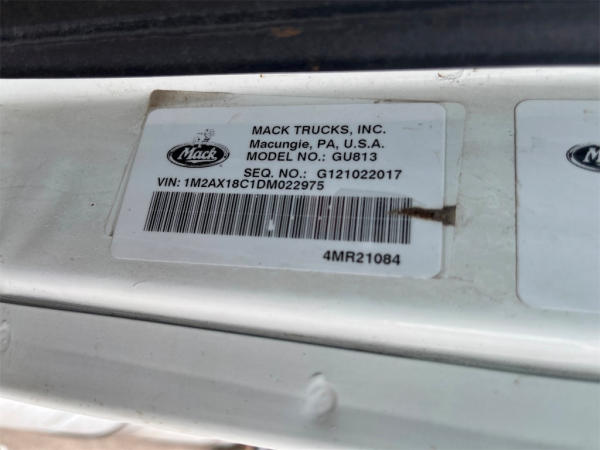 Mack
MACK TRUCKS, INC.
Macungie, PA, U.S.A.
MODEL NO.: GU813
SEQ. NO.: G121022017
VIN: 1M2AX18C1DM022975
4MR21084